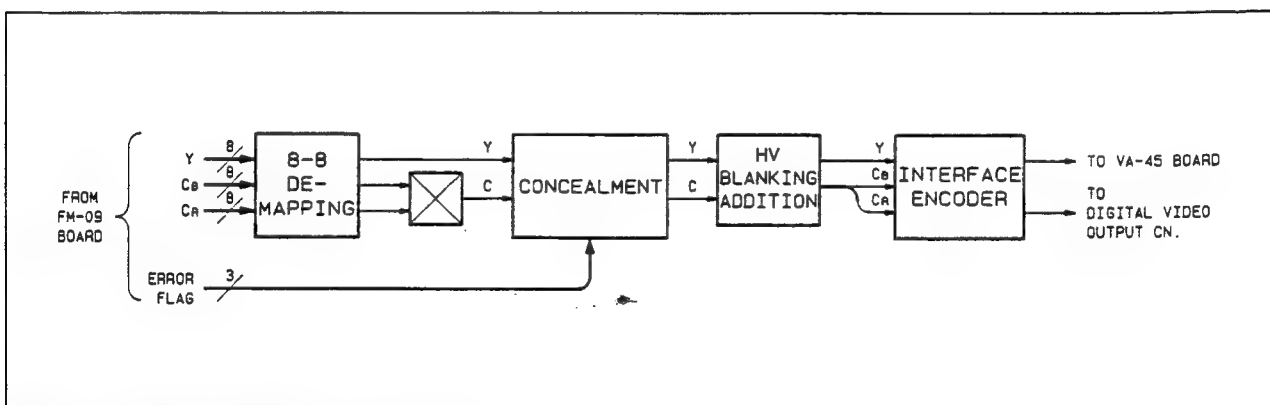 FROM
FM-09
BOARD
Y 8
CB 8
CR 8
ERROR
FLAG
3
8-8
DE-
MAPPING
Y
C
CONCEALMENT
Y
C
HV
BLANKING
ADDITION
Y
CB
CR
INTERFACE
ENCODER
TO VA-45 BOARD
TO
DIGITAL VIDEO
OUTPUT CN.